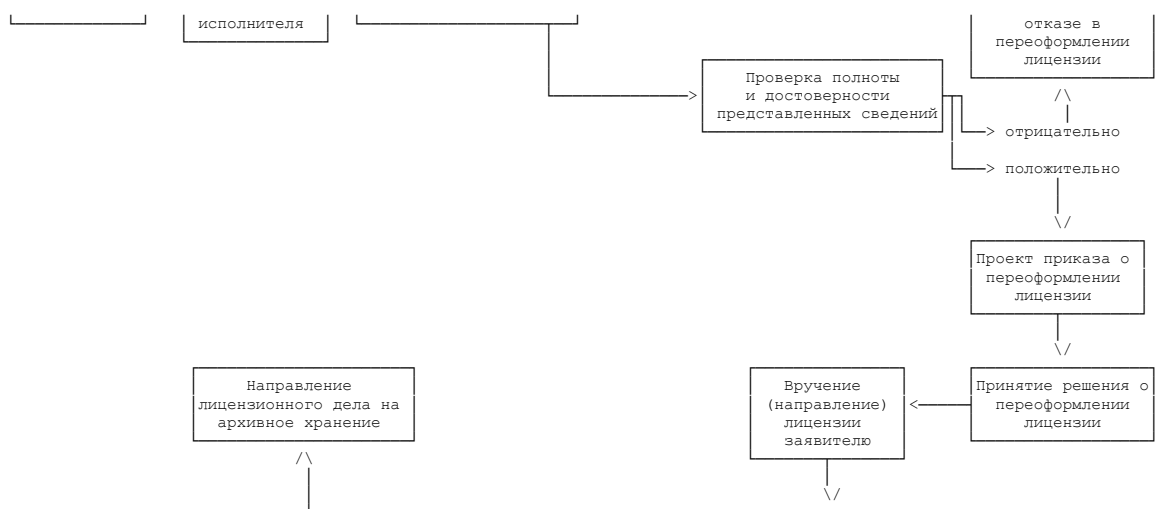 исполнителя
отказе в
переоформлении
лицензии
Проверка полноты
и достоверности
представленных сведений
отрицательно
положительно
Проект приказа о
переоформлении
лицензии
Направление
лицензионного дела на
архивное хранение
Вручение
(направление)
лицензии
заявителю
Принятие решения о
переоформлении
лицензии